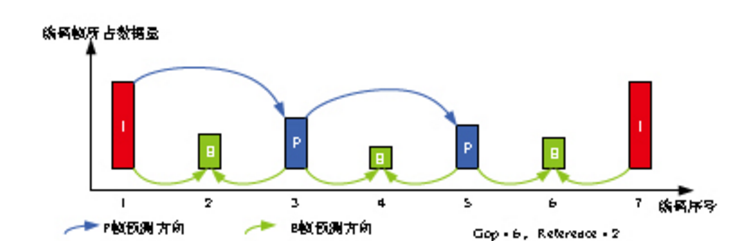 编码帧所占数据量
I B P B P B I
1 2 3 4 5 6 7 编码序号
P帧预测方向 B帧预测方向 Gop=6, Reference=2